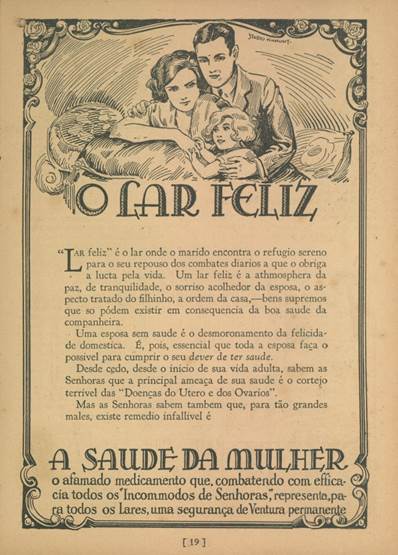 O LAR FELIZ
"LAR feliz" é o lar onde o marido encontra o refugio sereno
para o seu repouso dos combates diarios a que o obriga
a lucta pela vida. Um lar feliz é a athmosphera da
paz, de tranquilidade, o sorriso acolhedor da esposa, o as-
pecto tratado do filhinho, a ordem da casa,—bens supremos
que so pódem existir em consequencia da boa saude da
companheira.
Uma esposa sem saude é o desmoronamento da felicida-
de domestica. É, pois, essencial que toda a esposa faça o
possivel para cumprir o seu dever de ter saude.
Desde cedo, desde o inicio de sua vida adulta, sabem as
Senhoras que a principal ameaça de sua saude é o cortejo
terrivel das "Doenças do Utero e dos Ovarios".
Mas as Senhoras sabem tambem que, para tão grandes
males, existe remedio infallivel é
A SAUDE DA MULHER
o afamado medicamento que, combatendo com effica-
cia todos os "Incommodos de Senhoras," representa, pa-
ra todos os Lares, uma segurança de Ventura permanente
[ 19 ]